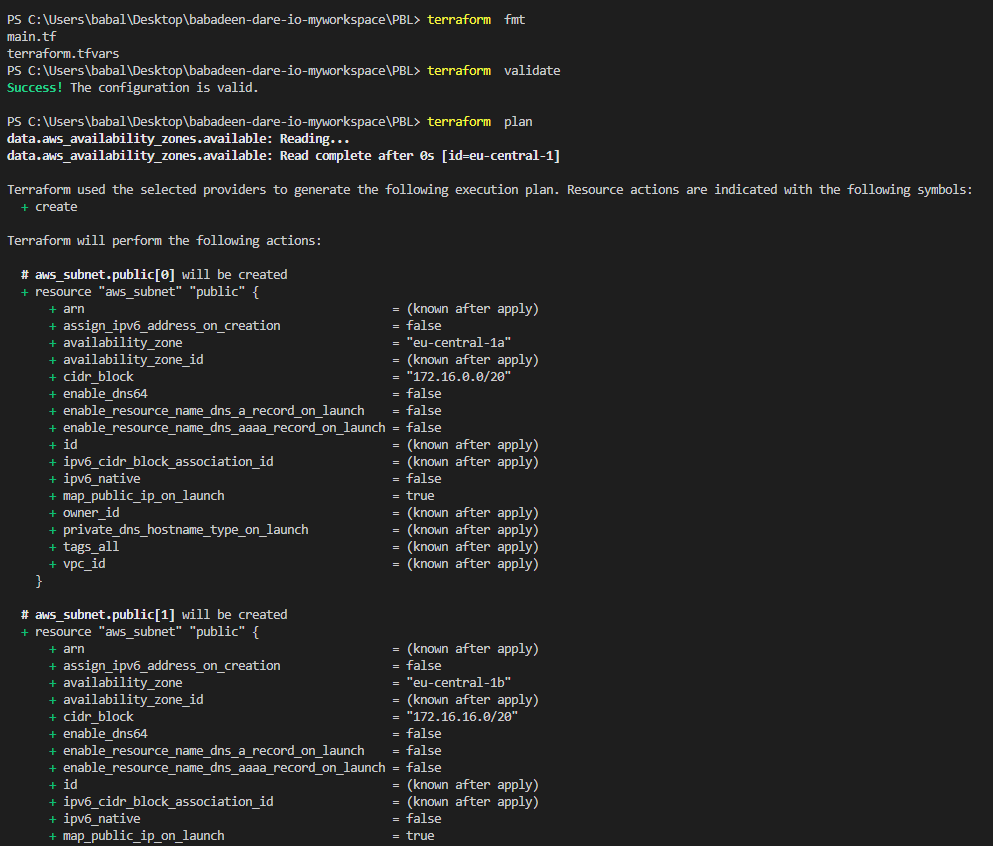 PS C:\Users\babal\Desktop\babadeen-dare-io-myworkspace\PBL> terraform  fmt
main.tf
terraform.tfvars
PS C:\Users\babal\Desktop\babadeen-dare-io-myworkspace\PBL> terraform  validate
Success! The configuration is valid.
PS C:\Users\babal\Desktop\babadeen-dare-io-myworkspace\PBL> terraform  plan
data.aws_availability_zones.available: Reading...
data.aws_availability_zones.available: Read complete after 0s [id=eu-central-1]
Terraform used the selected providers to generate the following execution plan. Resource actions are indicated with the following symbols:
  + create
Terraform will perform the following actions:
  # aws_subnet.public[0] will be created
  + resource "aws_subnet" "public" {
      + arn                                            = (known after apply)
      + assign_ipv6_address_on_creation                = false
      + availability_zone                              = "eu-central-1a"
      + availability_zone_id                           = (known after apply)
      + cidr_block                                     = "172.16.0.0/20"
      + enable_dns64                                   = false
      + enable_resource_name_dns_a_record_on_launch    = false
      + enable_resource_name_dns_aaaa_record_on_launch = false
      + id                                             = (known after apply)
      + ipv6_cidr_block_association_id                 = (known after apply)
      + ipv6_native                                    = false
      + map_public_ip_on_launch                        = true
      + owner_id                                       = (known after apply)
      + private_dns_hostname_type_on_launch            = (known after apply)
      + tags_all                                       = (known after apply)
      + vpc_id                                         = (known after apply)
    }
  # aws_subnet.public[1] will be created
  + resource "aws_subnet" "public" {
      + arn                                            = (known after apply)
      + assign_ipv6_address_on_creation                = false
      + availability_zone                              = "eu-central-1b"
      + availability_zone_id                           = (known after apply)
      + cidr_block                                     = "172.16.16.0/20"
      + enable_dns64                                   = false
      + enable_resource_name_dns_a_record_on_launch    = false
      + enable_resource_name_dns_aaaa_record_on_launch = false
      + id                                             = (known after apply)
      + ipv6_cidr_block_association_id                 = (known after apply)
      + ipv6_native                                    = false
      + map_public_ip_on_launch                        = true